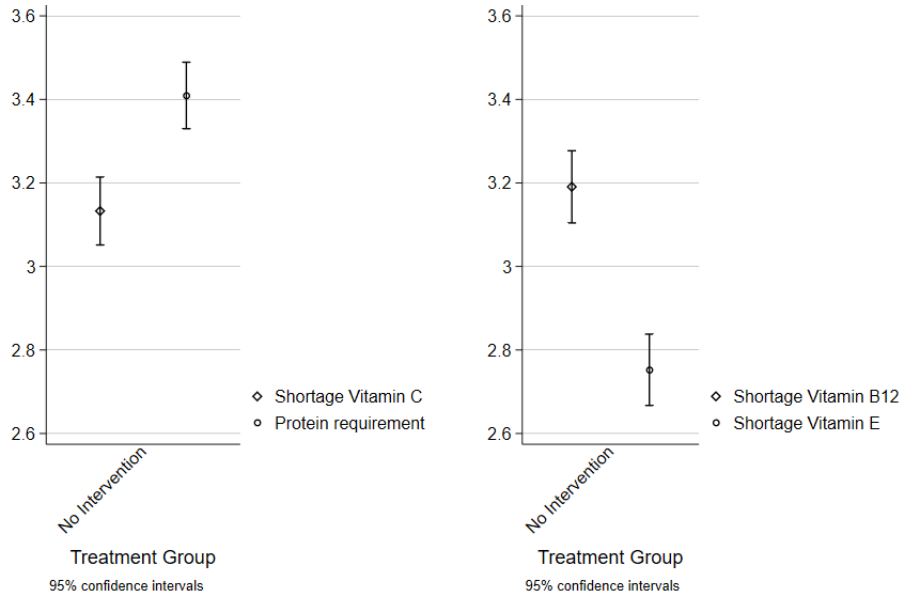 3.6
3.4
3.2
3
2.8
2.6
No Intervention
Treatment Group
95% confidence intervals
Shortage Vitamin C
Protein requirement
3.6
3.4
3.2
3
2.8
2.6
No Intervention
Treatment Group
95% confidence intervals
Shortage Vitamin B12
Shortage Vitamin E